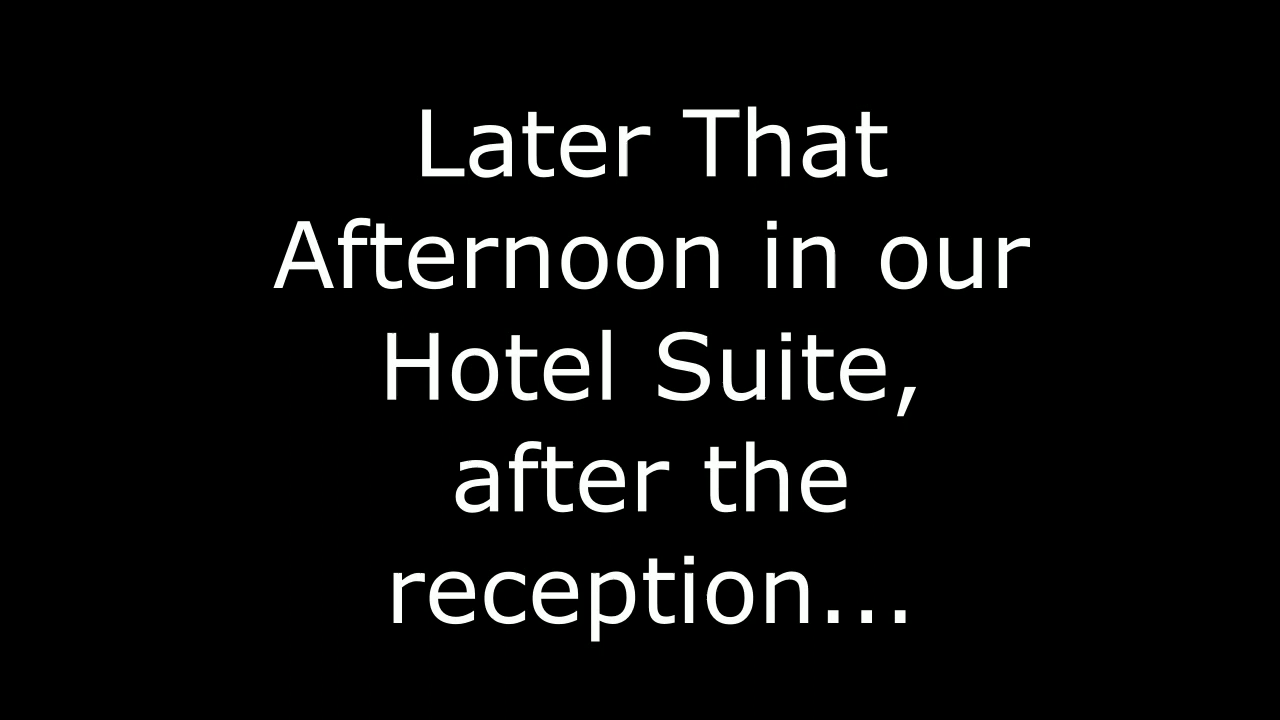 Later That
Afternoon in our
Hotel Suite,
after the
reception...